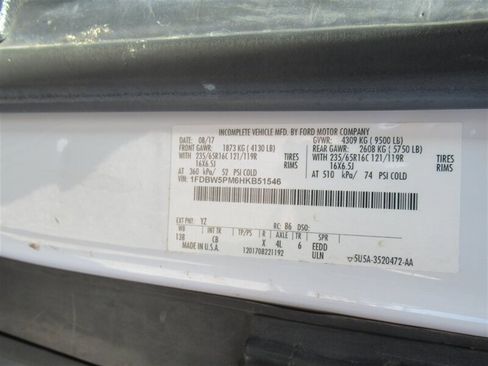 INCOMPLETE VEHICLE MFD. BY FORD MOTOR COMPANY
DATE: 08/17 GVWR: 4309 KG ( 9500 LB)
FRONT GAWR: 1873 KG ( 4130 LB) REAR GAWR: 2608 KG ( 5750 LB)
WITH 235/65R16C 121/119R TIRES WITH 235/65R16C 121/119R TIRES
16X6.5J RIMS 16X6.5J RIMS
AT 360 kPa/ 52 PSI COLD AT 510 kPa/ 74 PSI COLD
VIN: 1FDBW5PM6HKB51546
EXT PNT: YZ RC: B6 DSO:
WB INT TR TP/PS R AXLE TR SPR
138 CB X 4L 6 EEDD
MADE IN U.S.A. 1201708221192 ULN
5U5A-3520472-AA